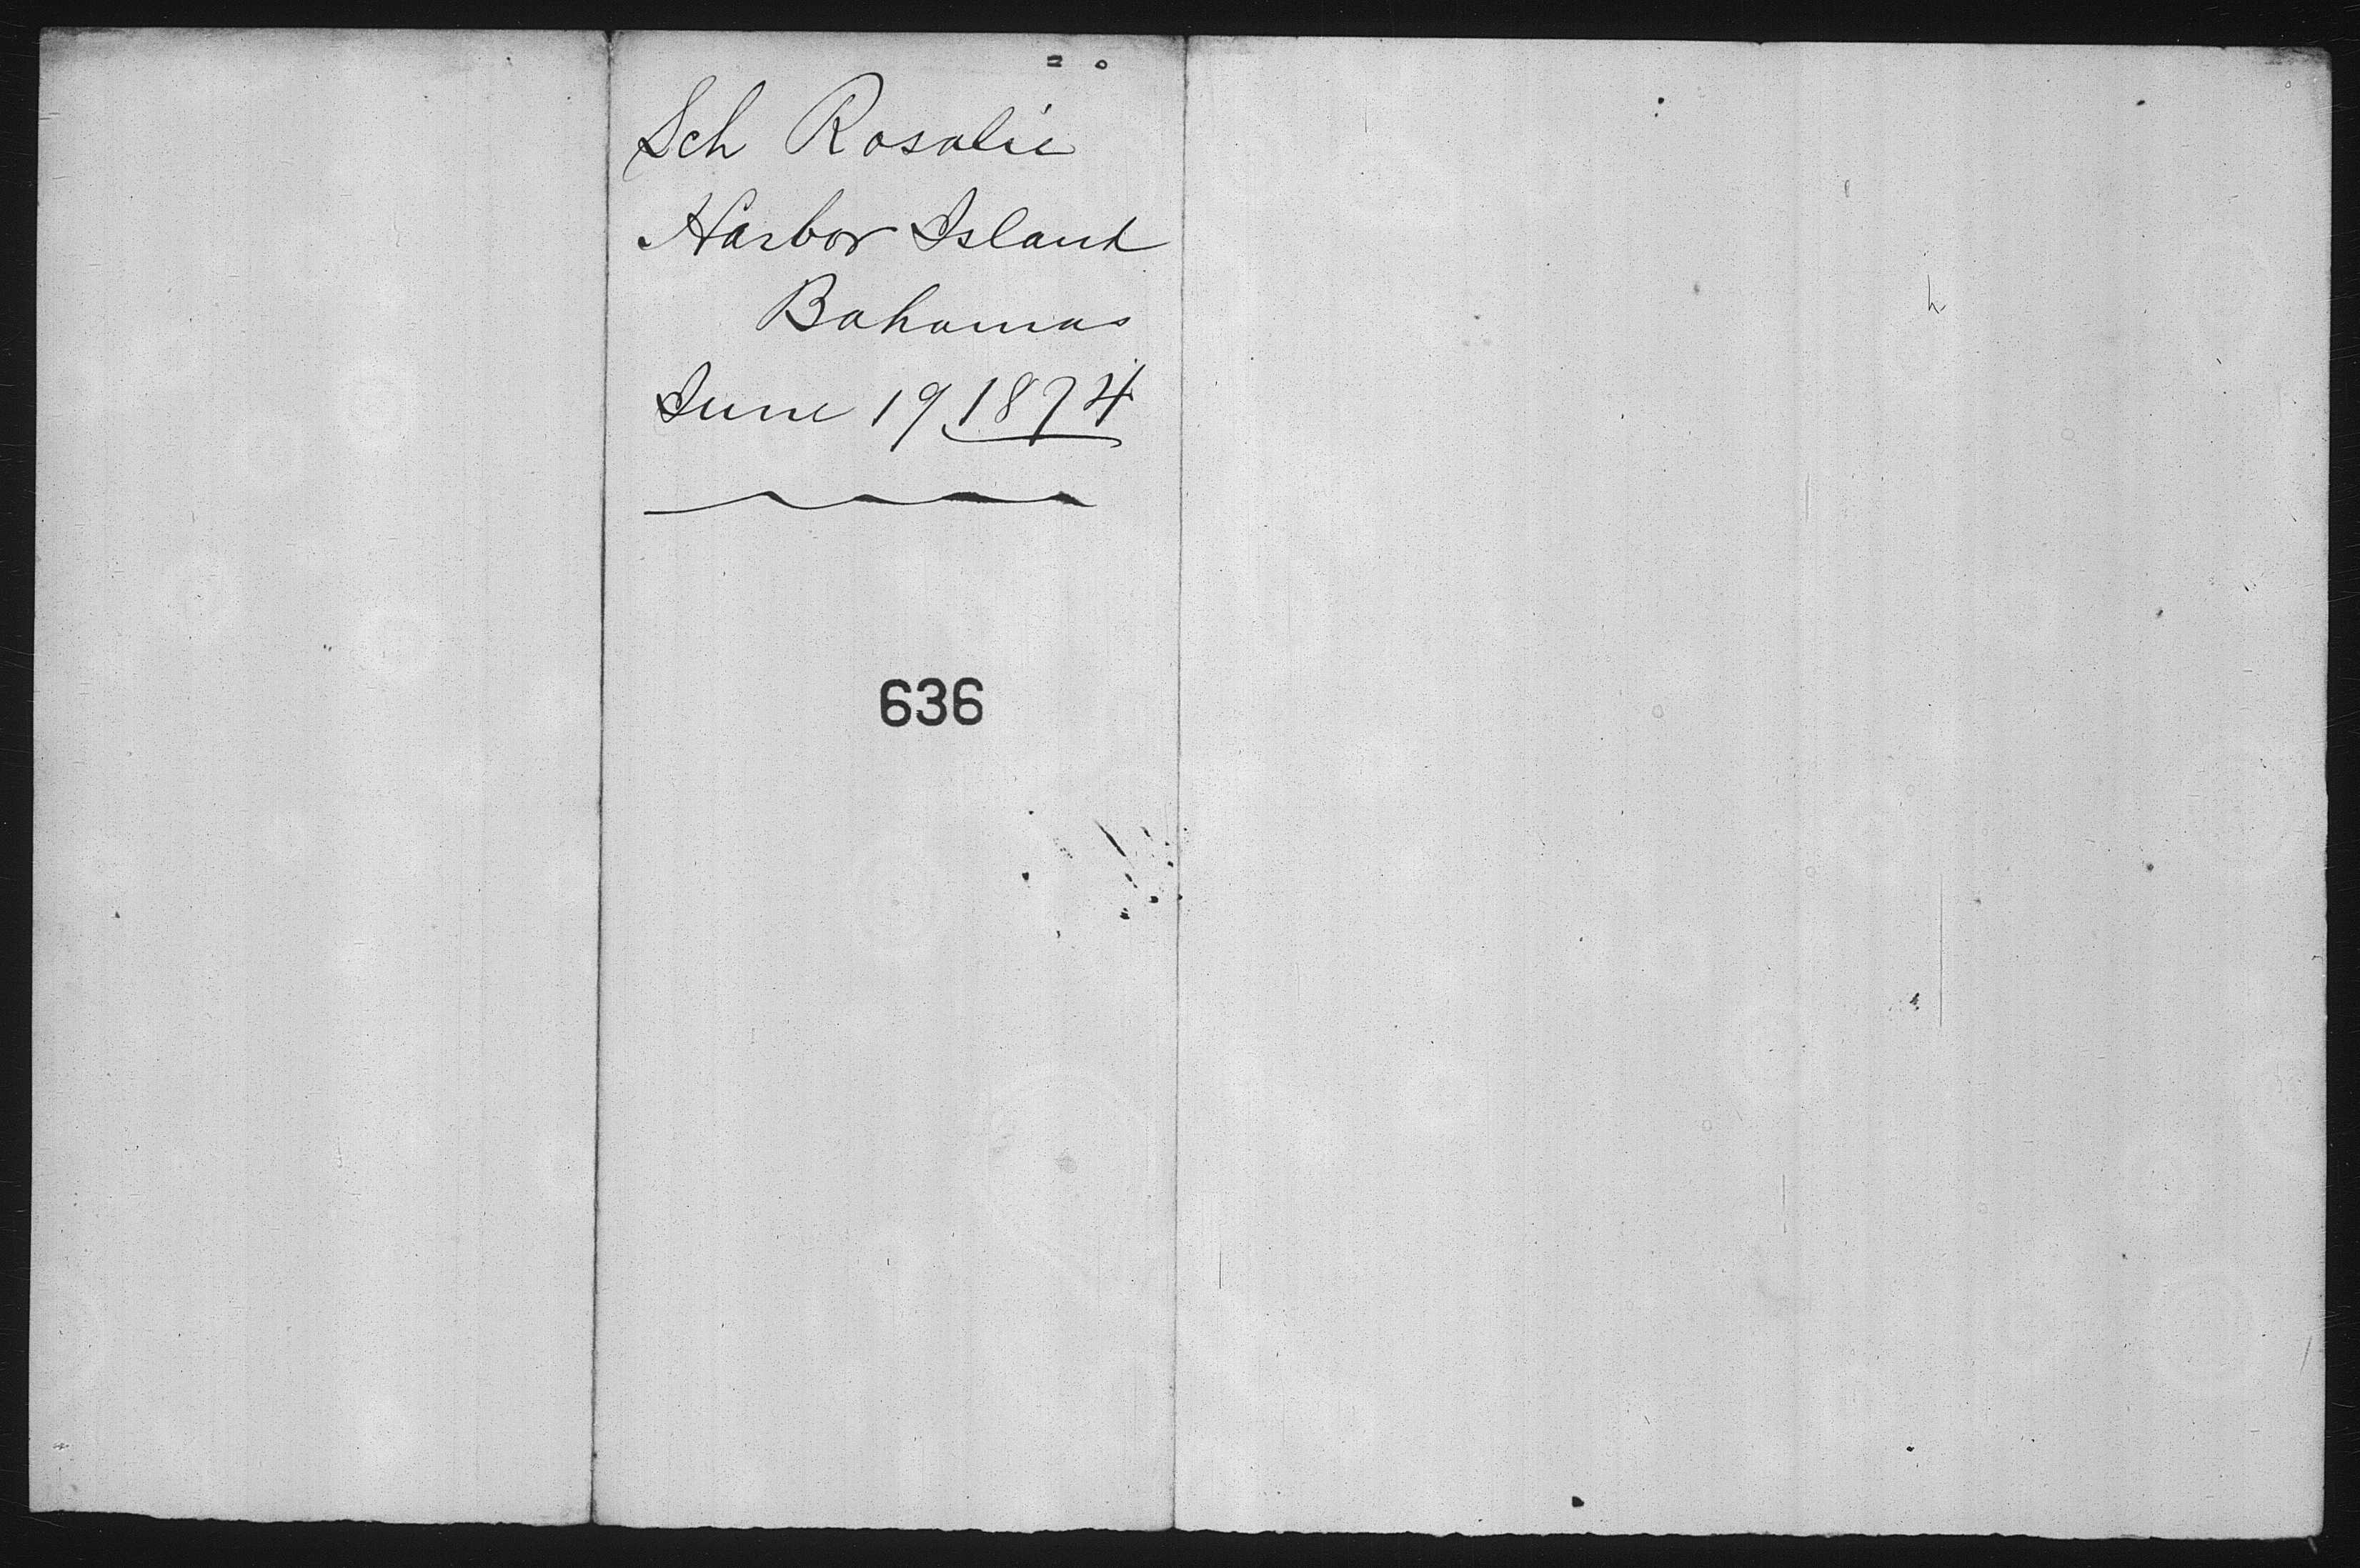 Sch Rosalie
Harbor Island
Bahamas
June 19 1874
636